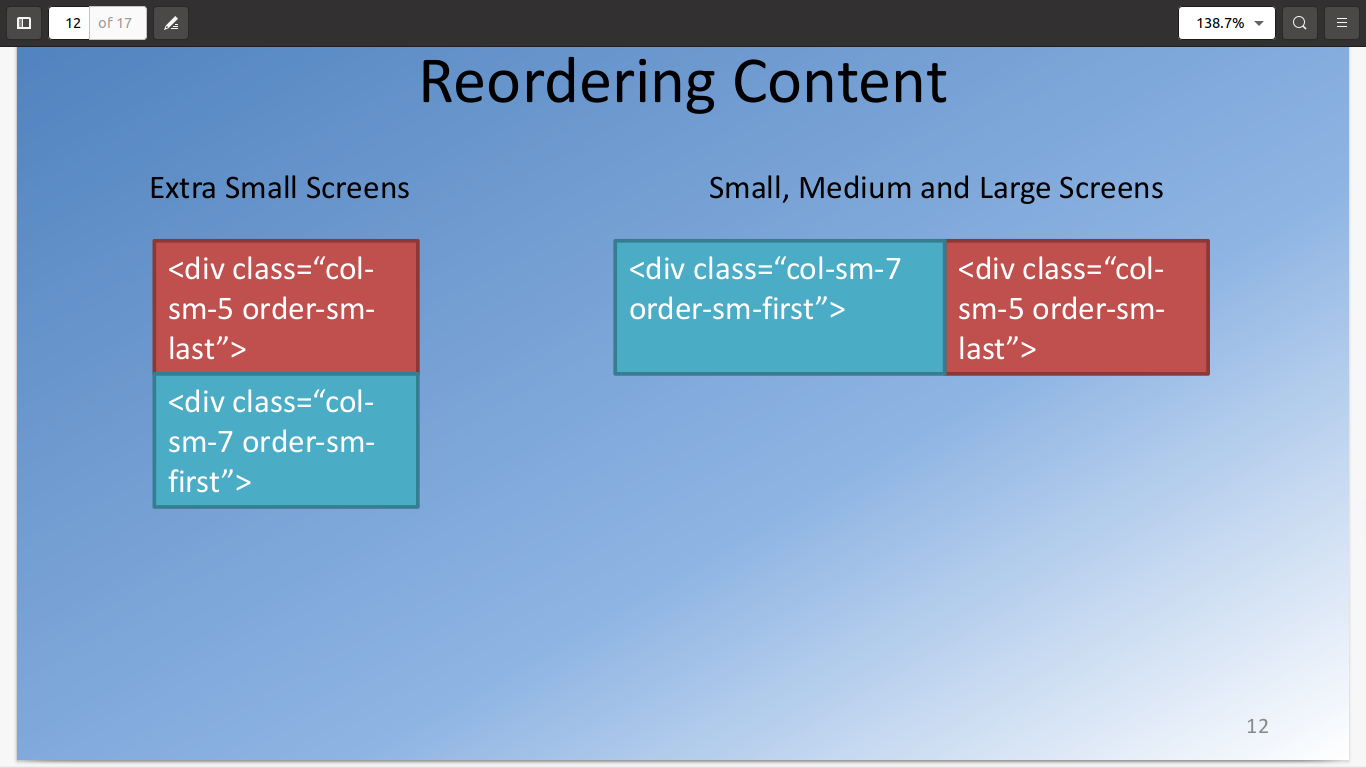 12 of 17
138.7%
Reordering Content
Extra Small Screens
<div class=“col-
sm-5 order-sm-
last”>
<div class=“col-
sm-7 order-sm-
first”>
Small, Medium and Large Screens
<div class=“col-sm-7
order-sm-first”>
<div class=“col-
sm-5 order-sm-
last”>
12